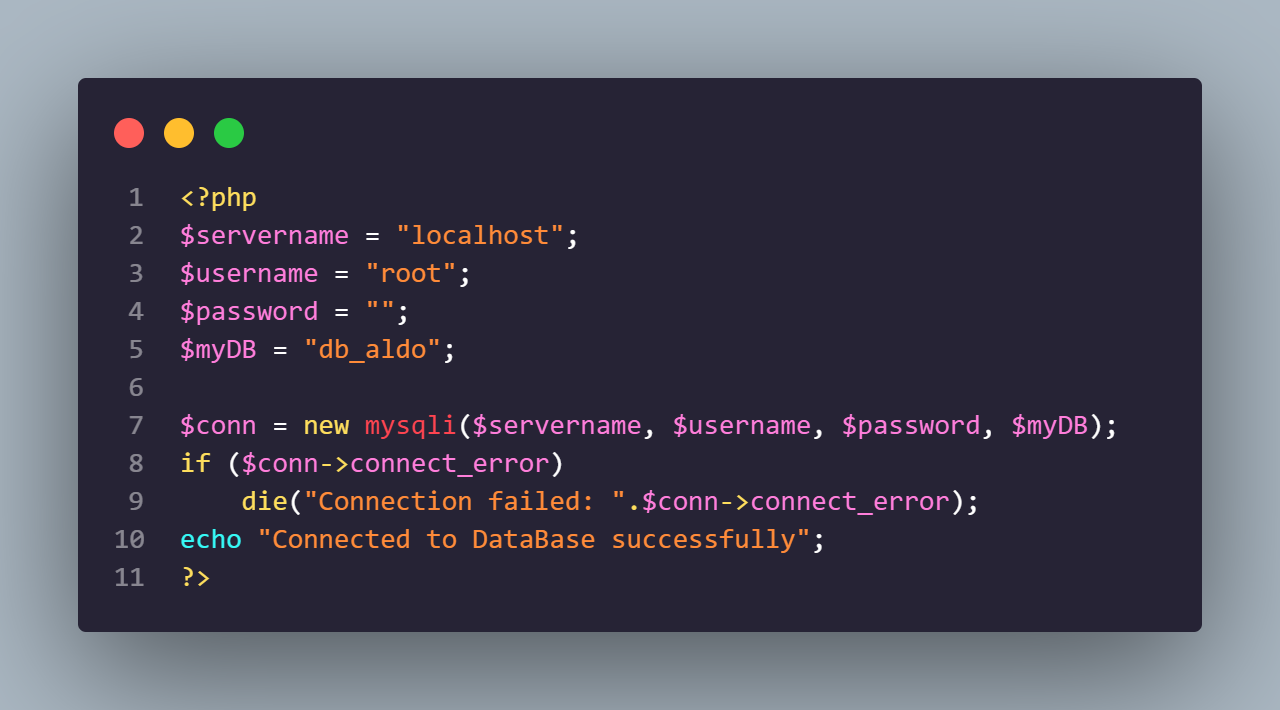 1 <?php
2 $servername = "localhost";
3 $username = "root";
4 $password = "";
5 $myDB = "db_aldo";
6
7 $conn = new mysqli($servername, $username, $password, $myDB);
8 if ($conn->connect_error)
9     die("Connection failed: ".$conn->connect_error);
10 echo "Connected to DataBase successfully";
11 ?>